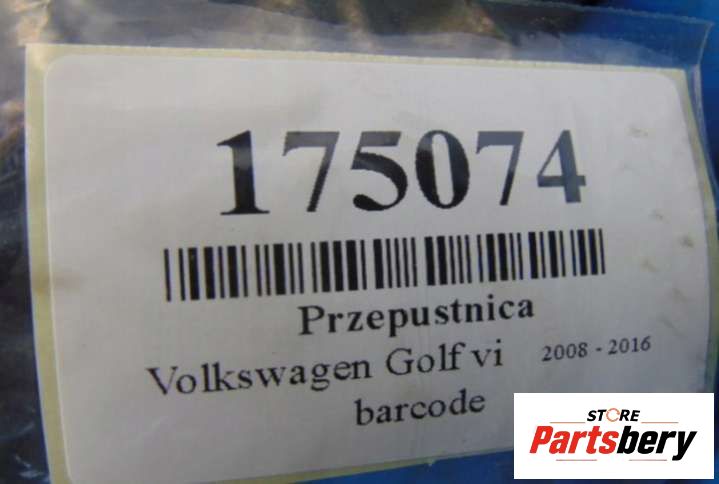 175074
Przepustnica
Volkswagen Golf vi 2008 - 2016
barcode
STORE
Partsbery